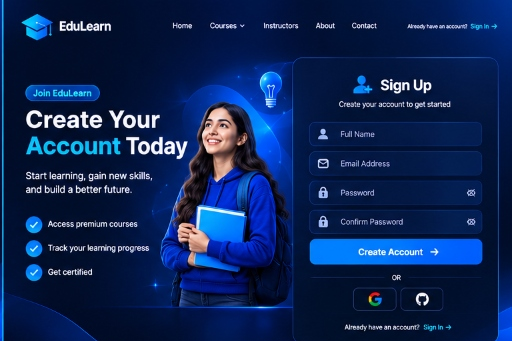 EduLearn
Home Courses Instructors About Contact
Already have an account? Sign In →
Join EduLearn
Create Your
Account Today
Start learning, gain new skills,
and build a better future.
Access premium courses
Track your learning progress
Get certified
Sign Up
Create your account to get started
Full Name
Email Address
Password
Confirm Password
Create Account →
OR
G
Already have an account? Sign In →